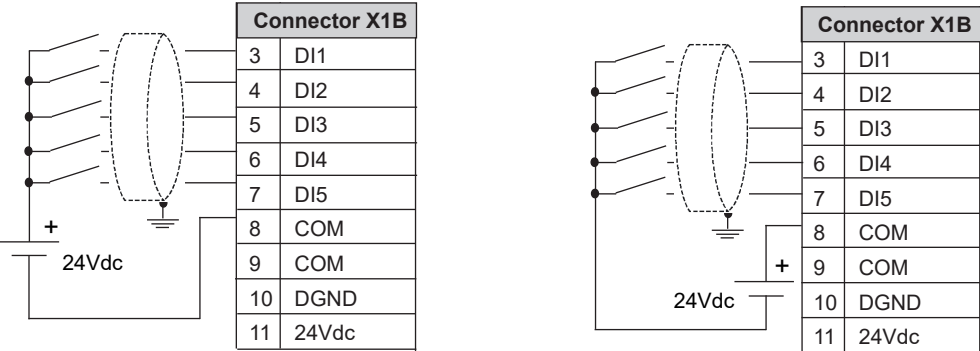 Connector X1B
3 DI1
4 DI2
5 DI3
6 DI4
7 DI5
8 COM
9 COM
10 DGND
11 24Vdc
+
24Vdc
Connector X1B
3 DI1
4 DI2
5 DI3
6 DI4
7 DI5
8 COM
9 COM
10 DGND
11 24Vdc
+
24Vdc